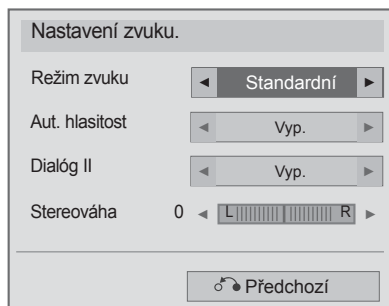 Nastavení zvuku.
Režim zvuku ◄ Standardní ►
Aut. hlasitost ◄ Vyp. ►
Dialóg II ◄ Vyp. ►
Stereováha 0 ◄ L R ►
Předchozí